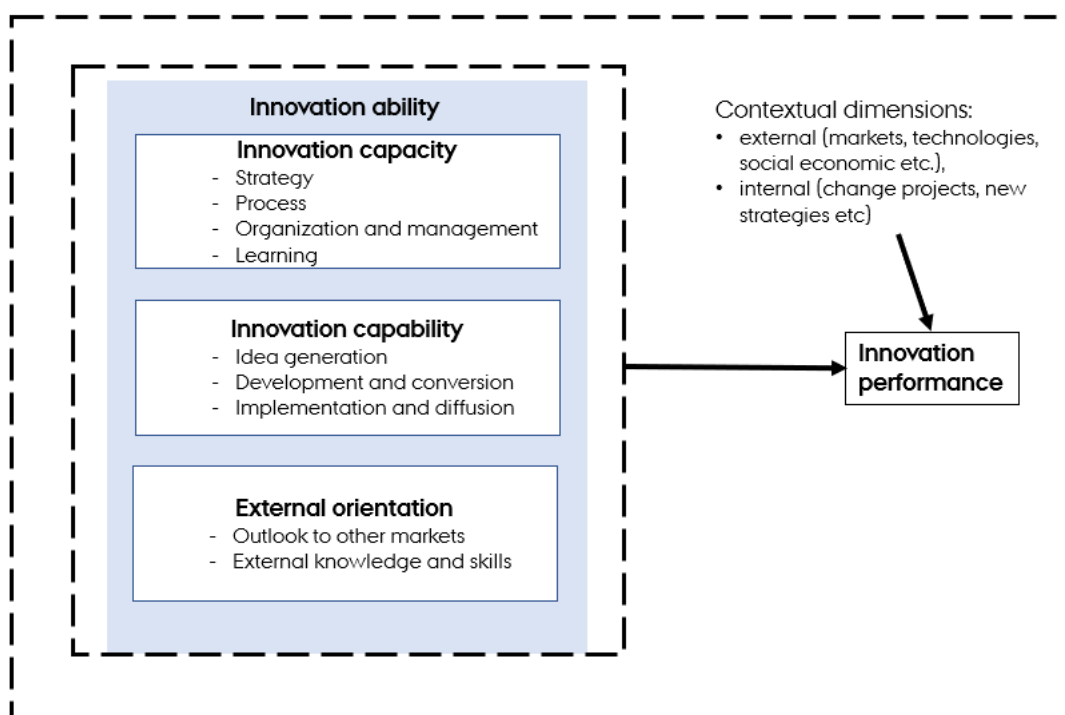 Innovation ability
Innovation capacity
- Strategy
- Process
- Organization and management
- Learning
Innovation capability
- Idea generation
- Development and conversion
- Implementation and diffusion
External orientation
- Outlook to other markets
- External knowledge and skills
Contextual dimensions:
• external (markets, technologies,
social economic etc.),
• internal (change projects, new
strategies etc)
Innovation
performance